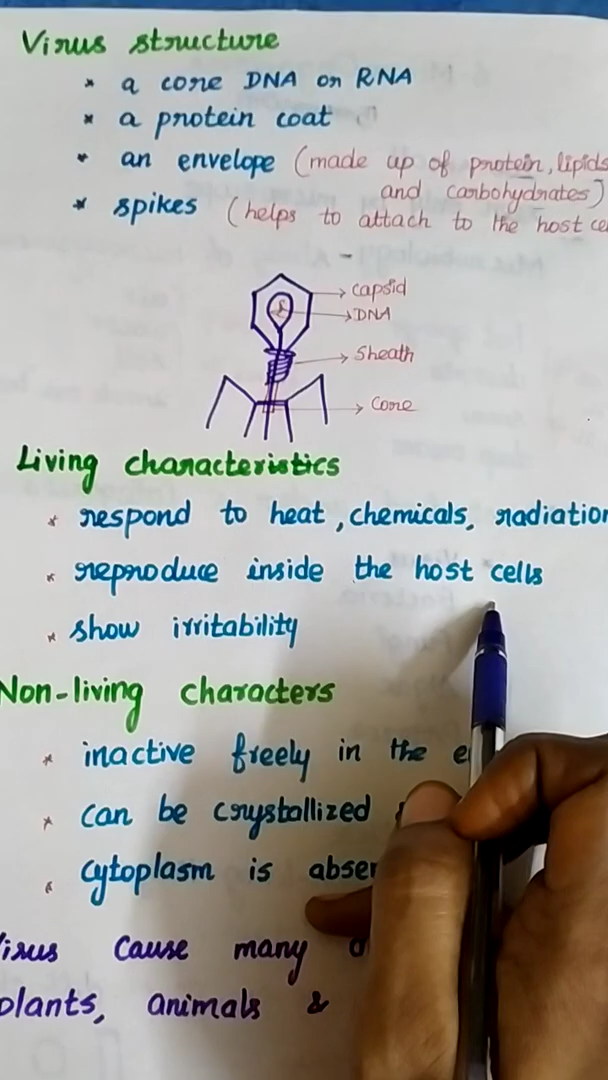 Virus structure
* a core DNA or RNA
* a protein coat
* an envelope (made up of protein, lipids
and carbohydrates)
* spikes (helps to attach to the host ce
capsid
DNA
Sheath
Core
Living characteristics
* respond to heat, chemicals, radiation
* reproduce inside the host cells
* show irritability
Non-living characters
* inactive freely in the e
* can be crystallized
* cytoplasm is absen
Virus cause many d
plants, animals &